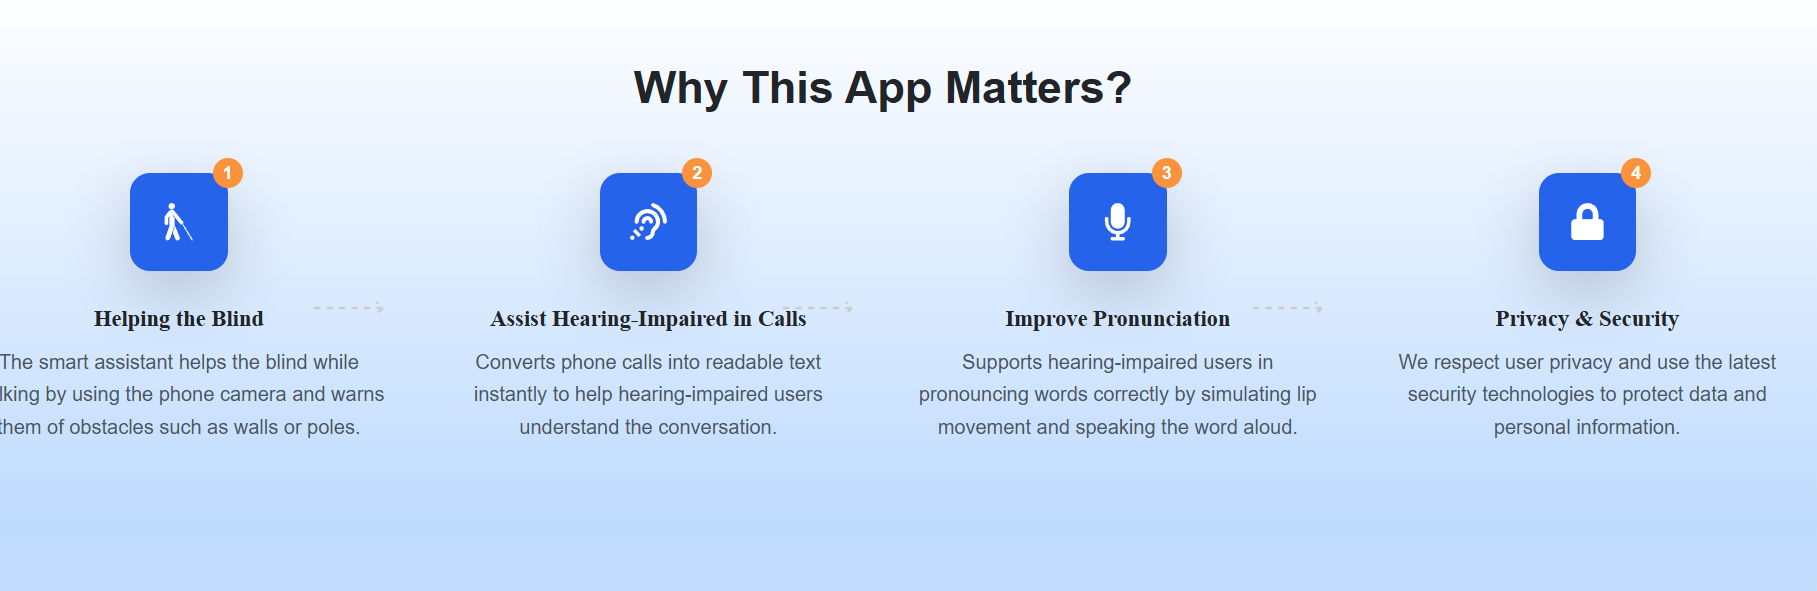 Why This App Matters?
1
2
3
4
Helping the Blind
The smart assistant helps the blind while
lking by using the phone camera and warns
them of obstacles such as walls or poles.
Assist Hearing-Impaired in Calls
Converts phone calls into readable text
instantly to help hearing-impaired users
understand the conversation.
Improve Pronunciation
Supports hearing-impaired users in
pronouncing words correctly by simulating lip
movement and speaking the word aloud.
Privacy & Security
We respect user privacy and use the latest
security technologies to protect data and
personal information.